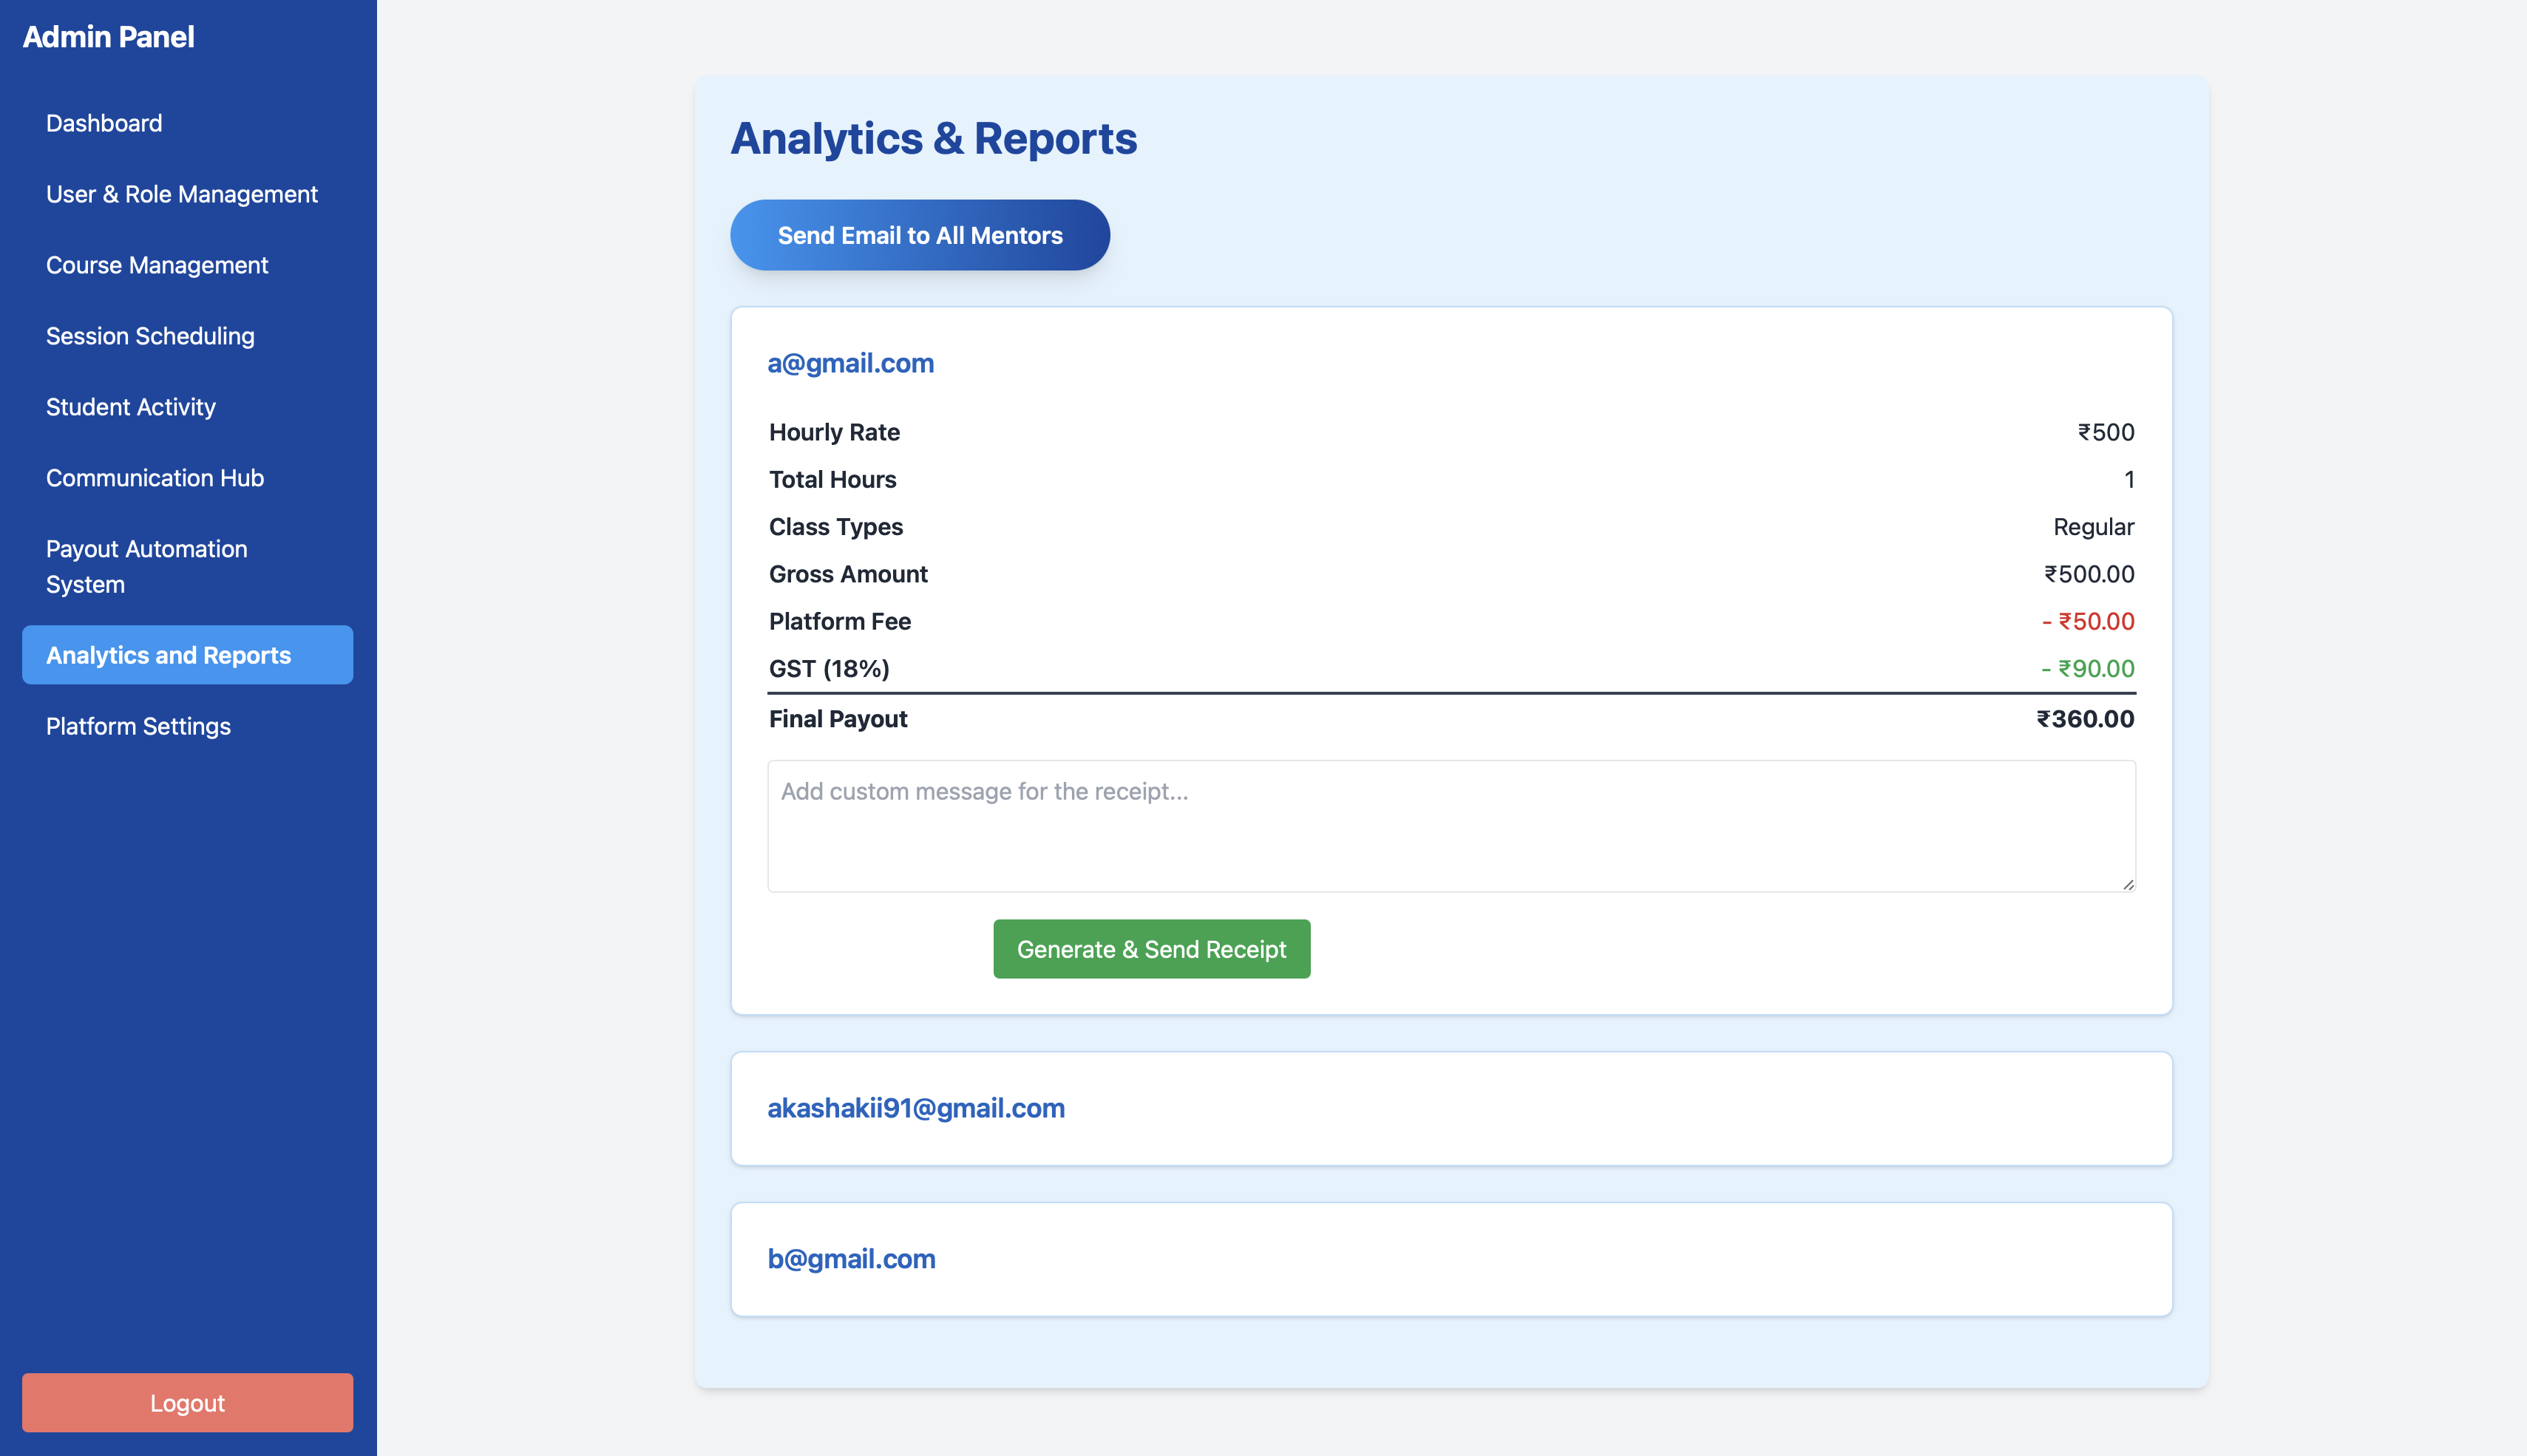 Admin Panel
Dashboard
User & Role Management
Course Management
Session Scheduling
Student Activity
Communication Hub
Payout Automation
System
Analytics and Reports
Platform Settings
Logout
Analytics & Reports
Send Email to All Mentors
a@gmail.com
Hourly Rate ₹500
Total Hours 1
Class Types Regular
Gross Amount ₹500.00
Platform Fee - ₹50.00
GST (18%) - ₹90.00
Final Payout ₹360.00
Add custom message for the receipt...
Generate & Send Receipt
akashakii91@gmail.com
b@gmail.com